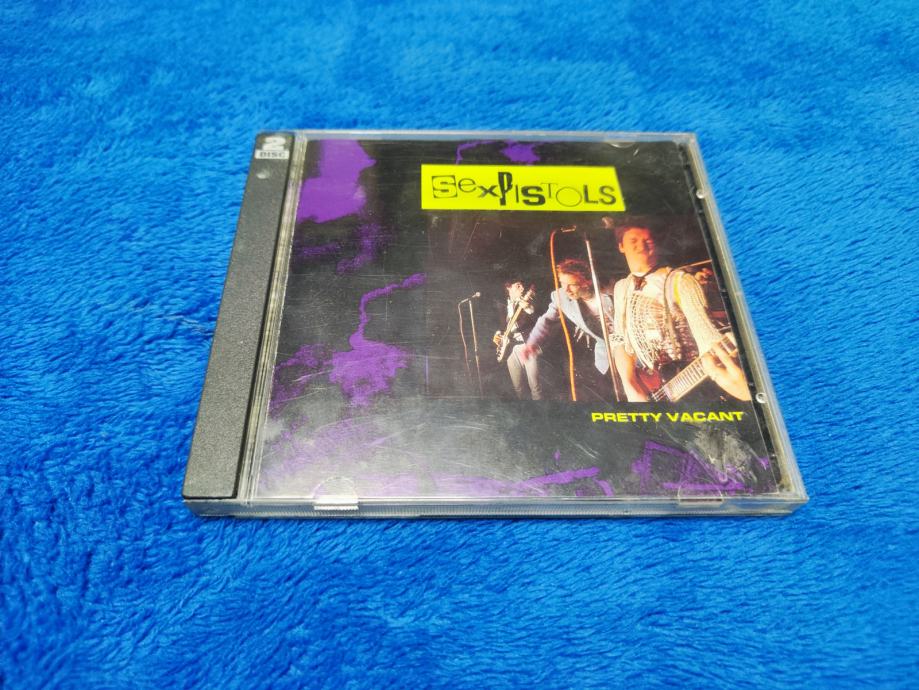 2
DISC
SEXPISTOLS
PRETTY VACANT